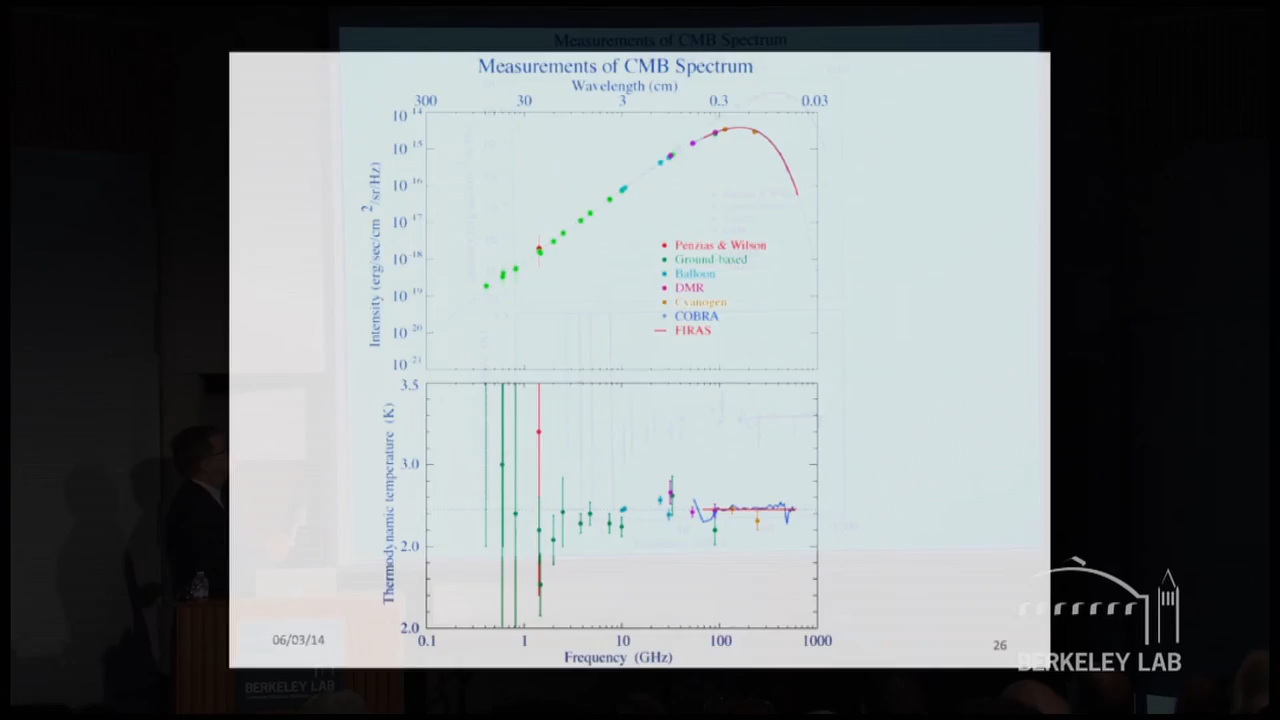 Measurements of CMB Spectrum
Measurements of CMB Spectrum
Wavelength (cm)
300 30 3 0.3 0.03
10 14
10 15
10 16
10 17
10 -18
10 19
10 20
10 -21
Intensity (erg/sec/cm 2/sr/Hz)
Penzias & Wilson
Ground-based
Balloon
DMR
Cyanogen
COBRA
FIRAS
3.5
3.0
2.0
2.0
Thermodynamic temperature (K)
0.1 1 10 100 1000
Frequency (GHz)
06/03/14
26
BERKELEY LAB
BERKELEY LAB